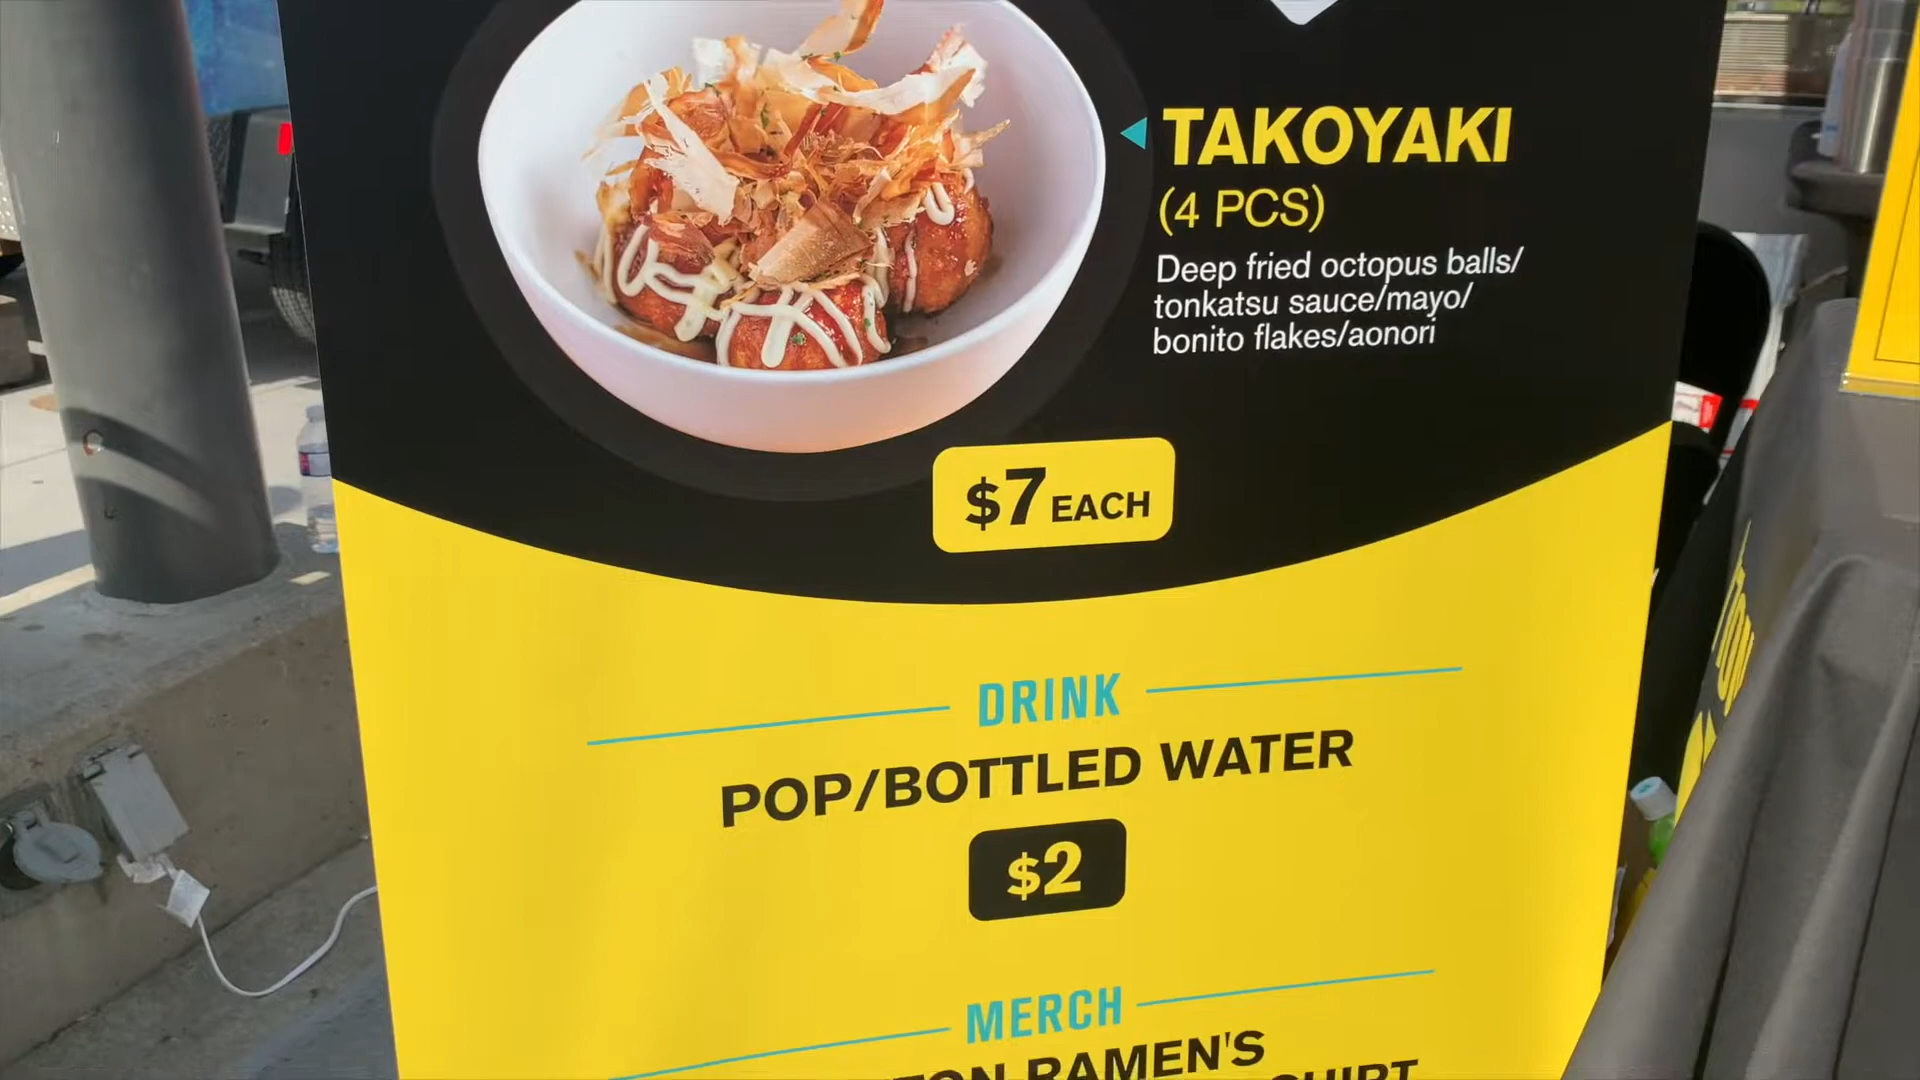 TAKOYAKI
(4 PCS)
Deep fried octopus balls/
tonkatsu sauce/mayo/
bonito flakes/aonori
$7 EACH
DRINK
POP/BOTTLED WATER
$2
MERCH
RAMEN'S